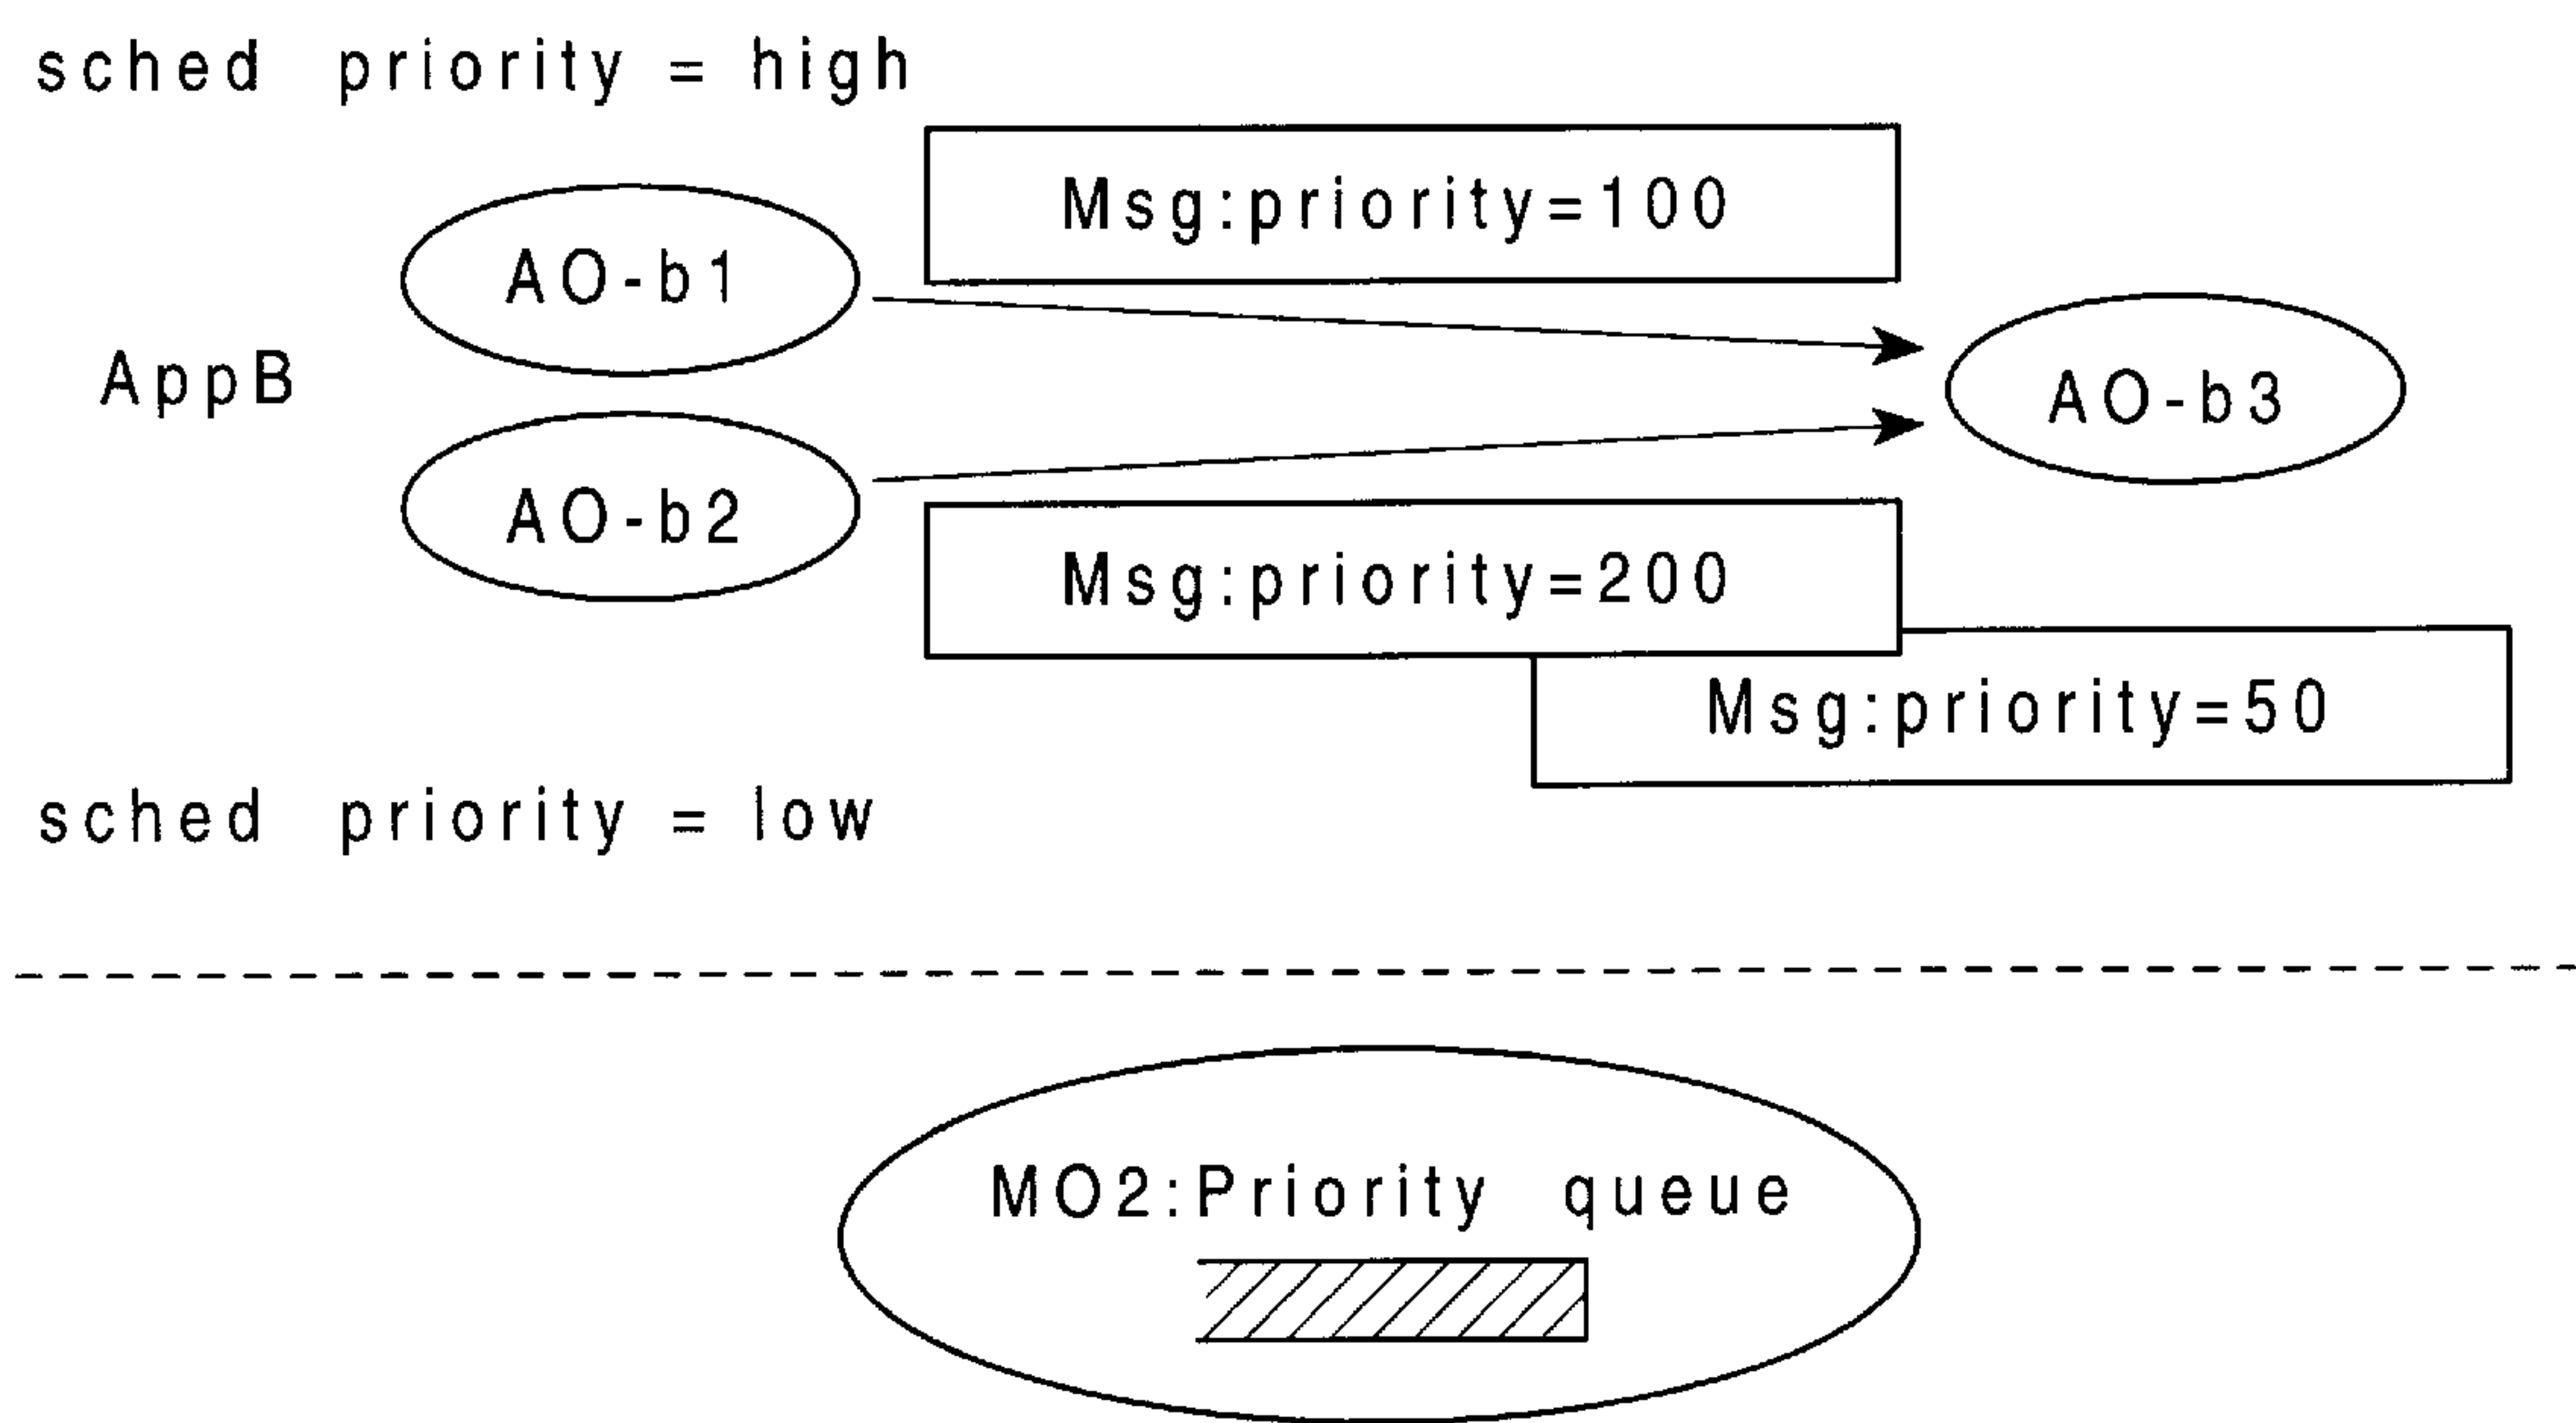 sched priority = high
Msg:priority=100
AO-b1
AppB
AO-b3
AO-b2
Msg:priority=200
Msg:priority=50
sched priority = low
MO2:Priority queue